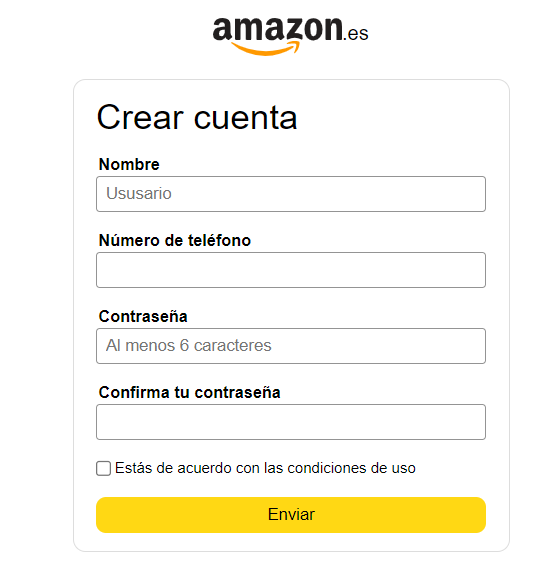 amazon.es
Crear cuenta
Nombre
Ususario
Número de teléfono
Contraseña
Al menos 6 caracteres
Confirma tu contraseña
Estás de acuerdo con las condiciones de uso
Enviar